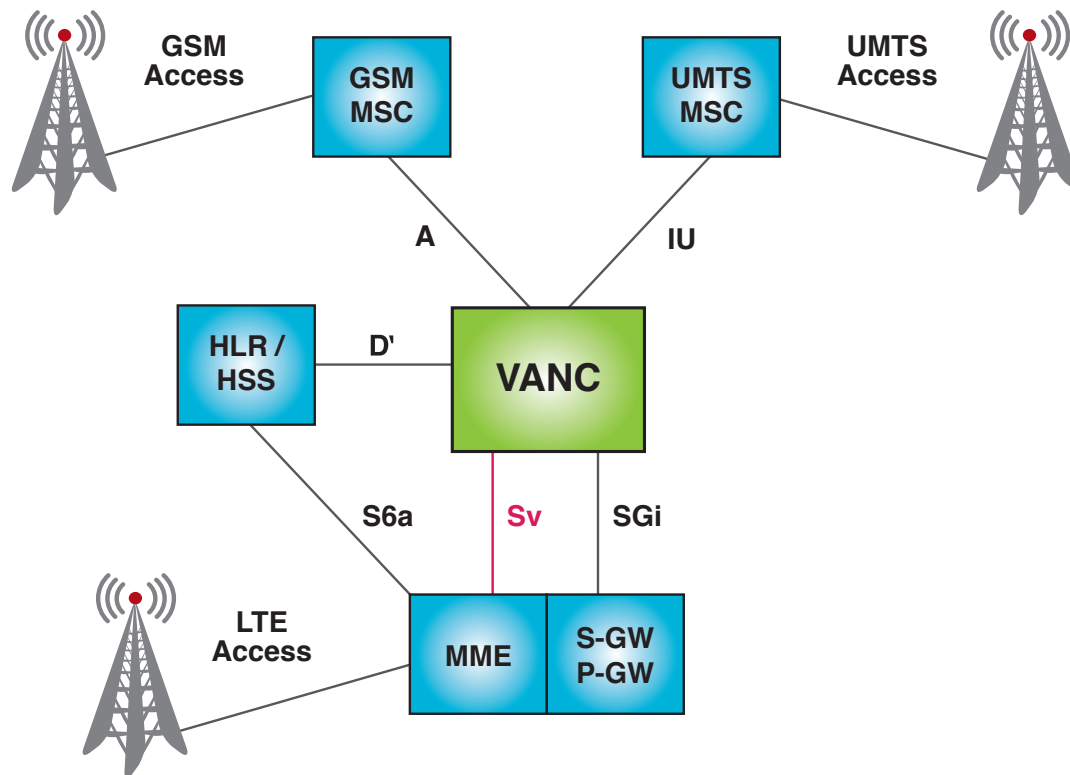 GSM
Access
GSM
MSC
UMTS
MSC
UMTS
Access
A
IU
HLR /
HSS
D'
VANC
S6a
Sv
SGi
LTE
Access
MME
S-GW
P-GW